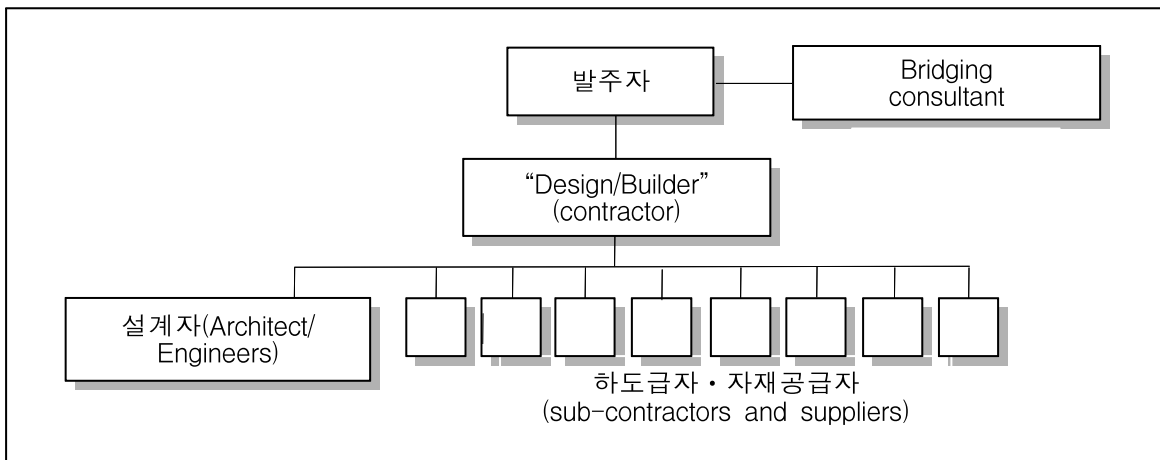 발주자
Bridging
consultant
“Design/Builder”
(contractor)
설계자(Architect/
Engineers)
하도급자·자재공급자
(sub-contractors and suppliers)